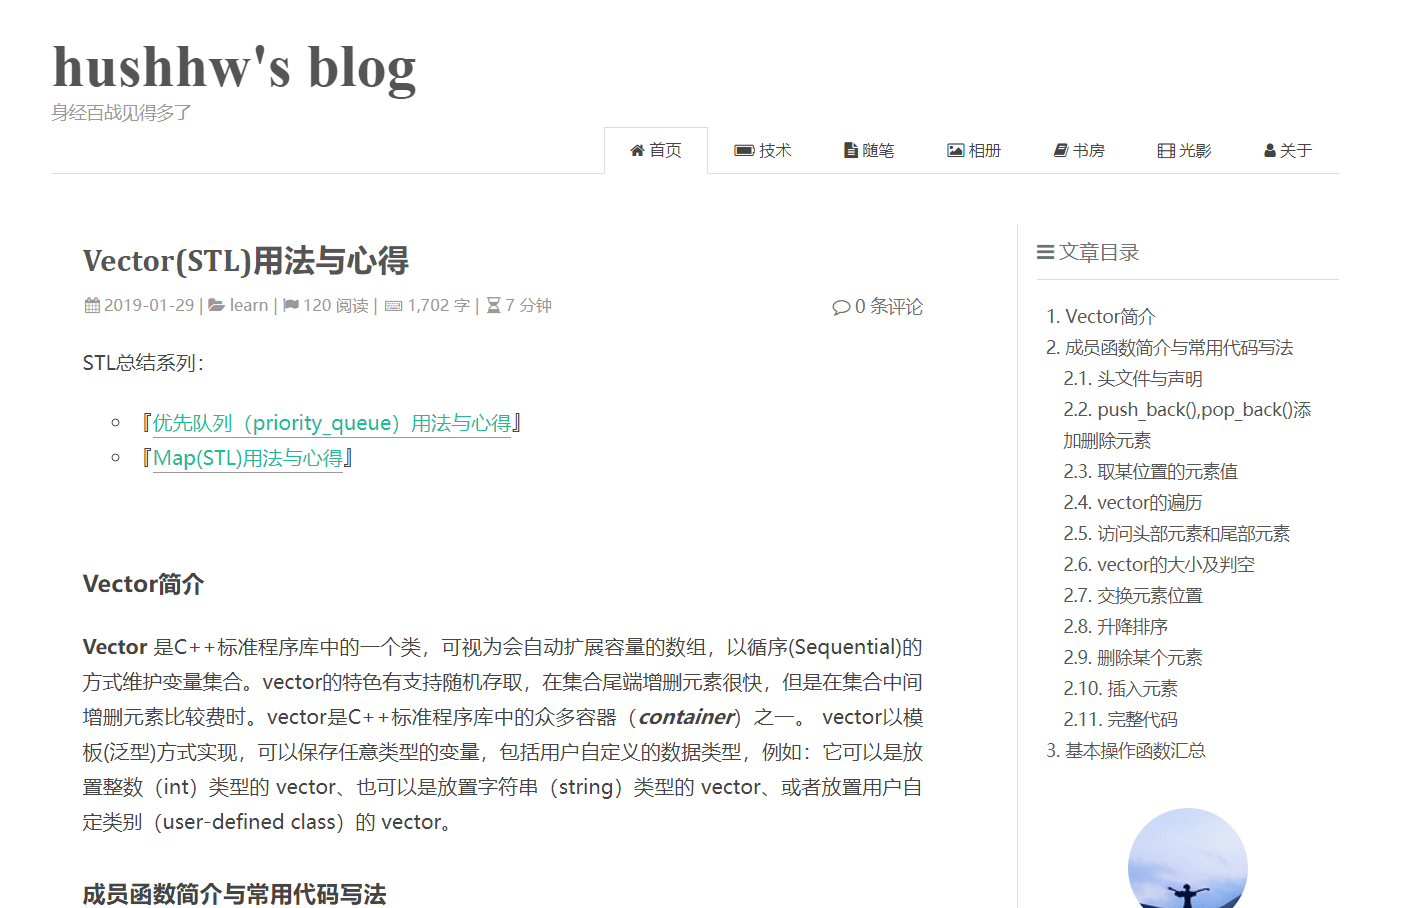 hushhw's blog
身经百战见得多了
首页 技术 随笔 相册 书房 光影 关于
Vector(STL)用法与心得
2019-01-29 | learn | 120 阅读 | 1,702 字 | 7 分钟
0 条评论
STL总结系列：
『优先队列（priority_queue）用法与心得』
『Map(STL)用法与心得』
Vector简介
Vector 是C++标准程序库中的一个类，可视为会自动扩展容量的数组，以循序(Sequential)的
方式维护变量集合。vector的特色有支持随机存取，在集合尾端增删元素很快，但是在集合中间
增删元素比较费时。vector是C++标准程序库中的众多容器（container）之一。 vector以模
板(泛型)方式实现，可以保存任意类型的变量，包括用户自定义的数据类型，例如：它可以是放
置整数（int）类型的 vector、也可以是放置字符串（string）类型的 vector、或者放置用户自
定类别（user-defined class）的 vector。
成员函数简介与常用代码写法
文章目录
1. Vector简介
2. 成员函数简介与常用代码写法
2.1. 头文件与声明
2.2. push_back(),pop_back()添
加删除元素
2.3. 取某位置的元素值
2.4. vector的遍历
2.5. 访问头部元素和尾部元素
2.6. vector的大小及判空
2.7. 交换元素位置
2.8. 升降排序
2.9. 删除某个元素
2.10. 插入元素
2.11. 完整代码
3. 基本操作函数汇总